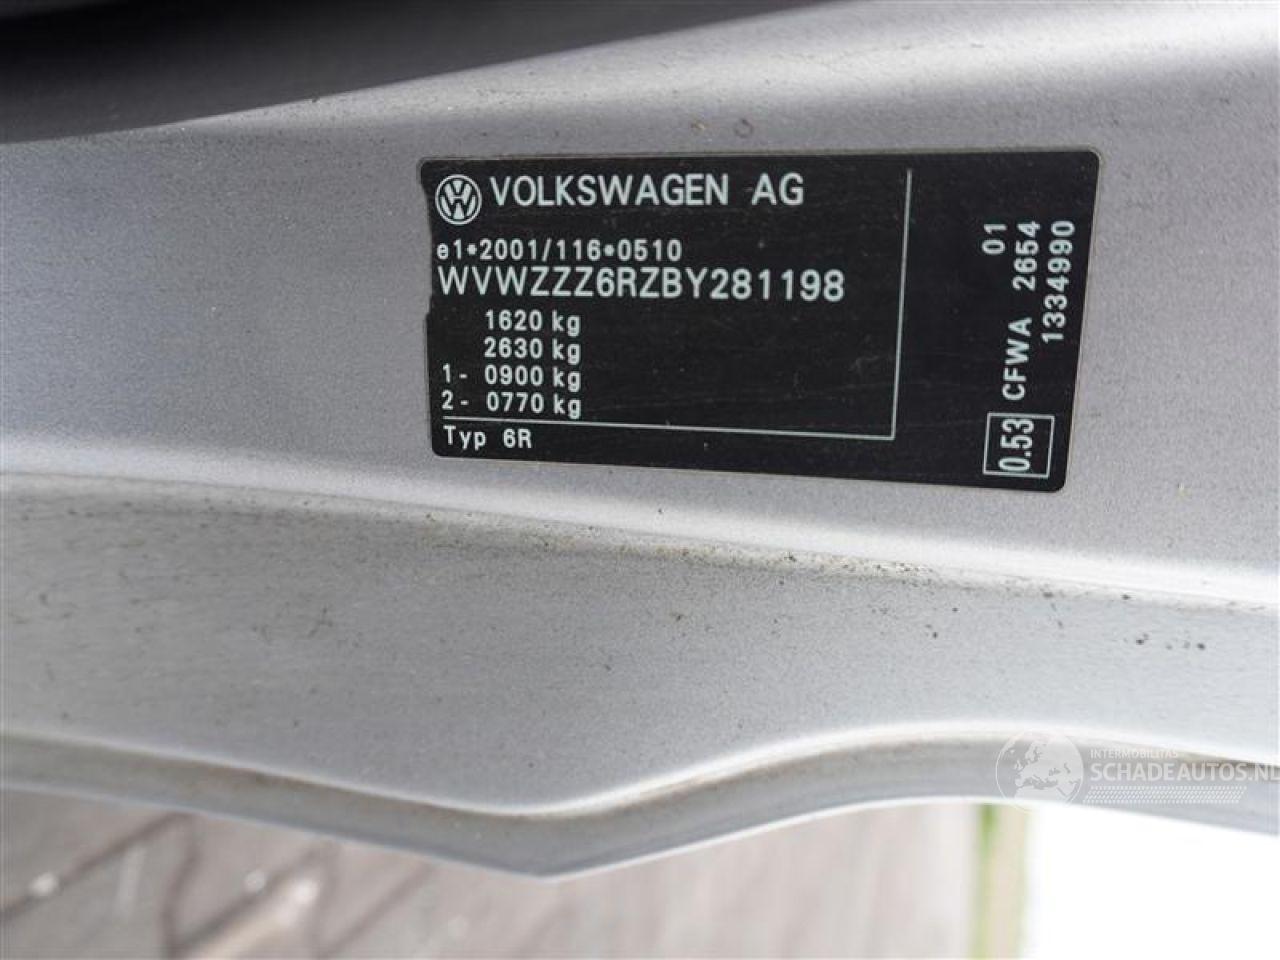 VOLKSWAGEN AG
e1*2001/116*0510
WVWZZZ6RZBY281198
1620 kg
2630 kg
1- 0900 kg
2- 0770 kg
Typ 6R
01
CFWA 2654
1334990
0.53
INTERMOBILITAS
SCHADEAUTOS.NL